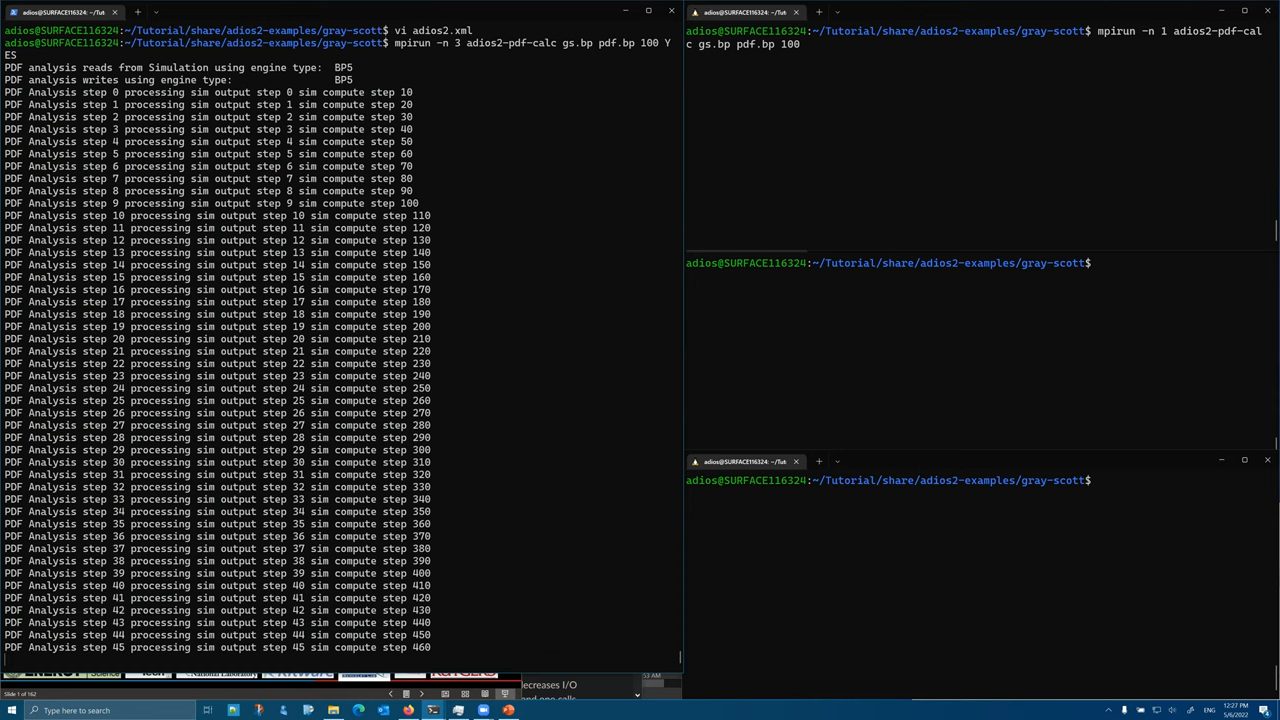 adios@SURFACE116324: ~/Tut
adios@SURFACE116324:~/Tutorial/share/adios2-examples/gray-scott$ vi adios2.xml
adios@SURFACE116324:~/Tutorial/share/adios2-examples/gray-scott$ mpirun -n 3 adios2-pdf-calc gs.bp pdf.bp 100 Y
ES
PDF analysis reads from Simulation using engine type:  BP5
PDF analysis writes using engine type:                 BP5
PDF Analysis step 0 processing sim output step 0 sim compute step 10
PDF Analysis step 1 processing sim output step 1 sim compute step 20
PDF Analysis step 2 processing sim output step 2 sim compute step 30
PDF Analysis step 3 processing sim output step 3 sim compute step 40
PDF Analysis step 4 processing sim output step 4 sim compute step 50
PDF Analysis step 5 processing sim output step 5 sim compute step 60
PDF Analysis step 6 processing sim output step 6 sim compute step 70
PDF Analysis step 7 processing sim output step 7 sim compute step 80
PDF Analysis step 8 processing sim output step 8 sim compute step 90
PDF Analysis step 9 processing sim output step 9 sim compute step 100
PDF Analysis step 10 processing sim output step 10 sim compute step 110
PDF Analysis step 11 processing sim output step 11 sim compute step 120
PDF Analysis step 12 processing sim output step 12 sim compute step 130
PDF Analysis step 13 processing sim output step 13 sim compute step 140
PDF Analysis step 14 processing sim output step 14 sim compute step 150
PDF Analysis step 15 processing sim output step 15 sim compute step 160
PDF Analysis step 16 processing sim output step 16 sim compute step 170
PDF Analysis step 17 processing sim output step 17 sim compute step 180
PDF Analysis step 18 processing sim output step 18 sim compute step 190
PDF Analysis step 19 processing sim output step 19 sim compute step 200
PDF Analysis step 20 processing sim output step 20 sim compute step 210
PDF Analysis step 21 processing sim output step 21 sim compute step 220
PDF Analysis step 22 processing sim output step 22 sim compute step 230
PDF Analysis step 23 processing sim output step 23 sim compute step 240
PDF Analysis step 24 processing sim output step 24 sim compute step 250
PDF Analysis step 25 processing sim output step 25 sim compute step 260
PDF Analysis step 26 processing sim output step 26 sim compute step 270
PDF Analysis step 27 processing sim output step 27 sim compute step 280
PDF Analysis step 28 processing sim output step 28 sim compute step 290
PDF Analysis step 29 processing sim output step 29 sim compute step 300
PDF Analysis step 30 processing sim output step 30 sim compute step 310
PDF Analysis step 31 processing sim output step 31 sim compute step 320
PDF Analysis step 32 processing sim output step 32 sim compute step 330
PDF Analysis step 33 processing sim output step 33 sim compute step 340
PDF Analysis step 34 processing sim output step 34 sim compute step 350
PDF Analysis step 35 processing sim output step 35 sim compute step 360
PDF Analysis step 36 processing sim output step 36 sim compute step 370
PDF Analysis step 37 processing sim output step 37 sim compute step 380
PDF Analysis step 38 processing sim output step 38 sim compute step 390
PDF Analysis step 39 processing sim output step 39 sim compute step 400
PDF Analysis step 40 processing sim output step 40 sim compute step 410
PDF Analysis step 41 processing sim output step 41 sim compute step 420
PDF Analysis step 42 processing sim output step 42 sim compute step 430
PDF Analysis step 43 processing sim output step 43 sim compute step 440
PDF Analysis step 44 processing sim output step 44 sim compute step 450
PDF Analysis step 45 processing sim output step 45 sim compute step 460
adios@SURFACE116324: ~/Tut
adios@SURFACE116324:~/Tutorial/share/adios2-examples/gray-scott$ mpirun -n 1 adios2-pdf-cal
c gs.bp pdf.bp 100
adios@SURFACE116324:~/Tutorial/share/adios2-examples/gray-scott$
adios@SURFACE116324: ~/Tut
adios@SURFACE116324:~/Tutorial/share/adios2-examples/gray-scott$
Slide 1 of 162
decreases I/O
and one calls
:53 AM
Type here to search
ENG
12:27 PM
5/6/2022